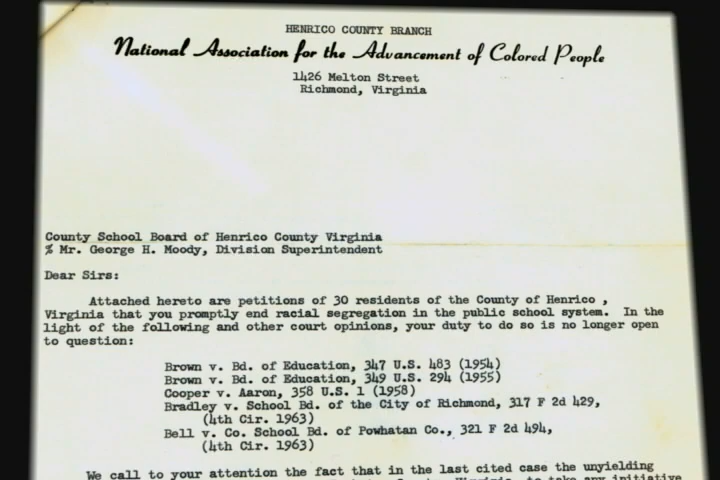 HENRICO COUNTY BRANCH
National Association for the Advancement of Colored People
1426 Melton Street
Richmond, Virginia
County School Board of Henrico County Virginia
% Mr. George H. Moody, Division Superintendent
Dear Sirs:
Attached hereto are petitions of 30 residents of the County of Henrico ,
Virginia that you promptly end racial segregation in the public school system. In the
light of the following and other court opinions, your duty to do so is no longer open
to question:
Brown v. Bd. of Education, 347 U.S. 483 (1954)
Brown v. Bd. of Education, 349 U.S. 294 (1955)
Cooper v. Aaron, 358 U.S. 1 (1958)
Bradley v. School Bd. of the City of Richmond, 317 F 2d 429,
(4th Cir. 1963)
Bell v. Co. School Bd. of Powhatan Co., 321 F 2d 494,
(4th Cir. 1963)
We call to your attention the fact that in the last cited case the unyielding
to take any initiative